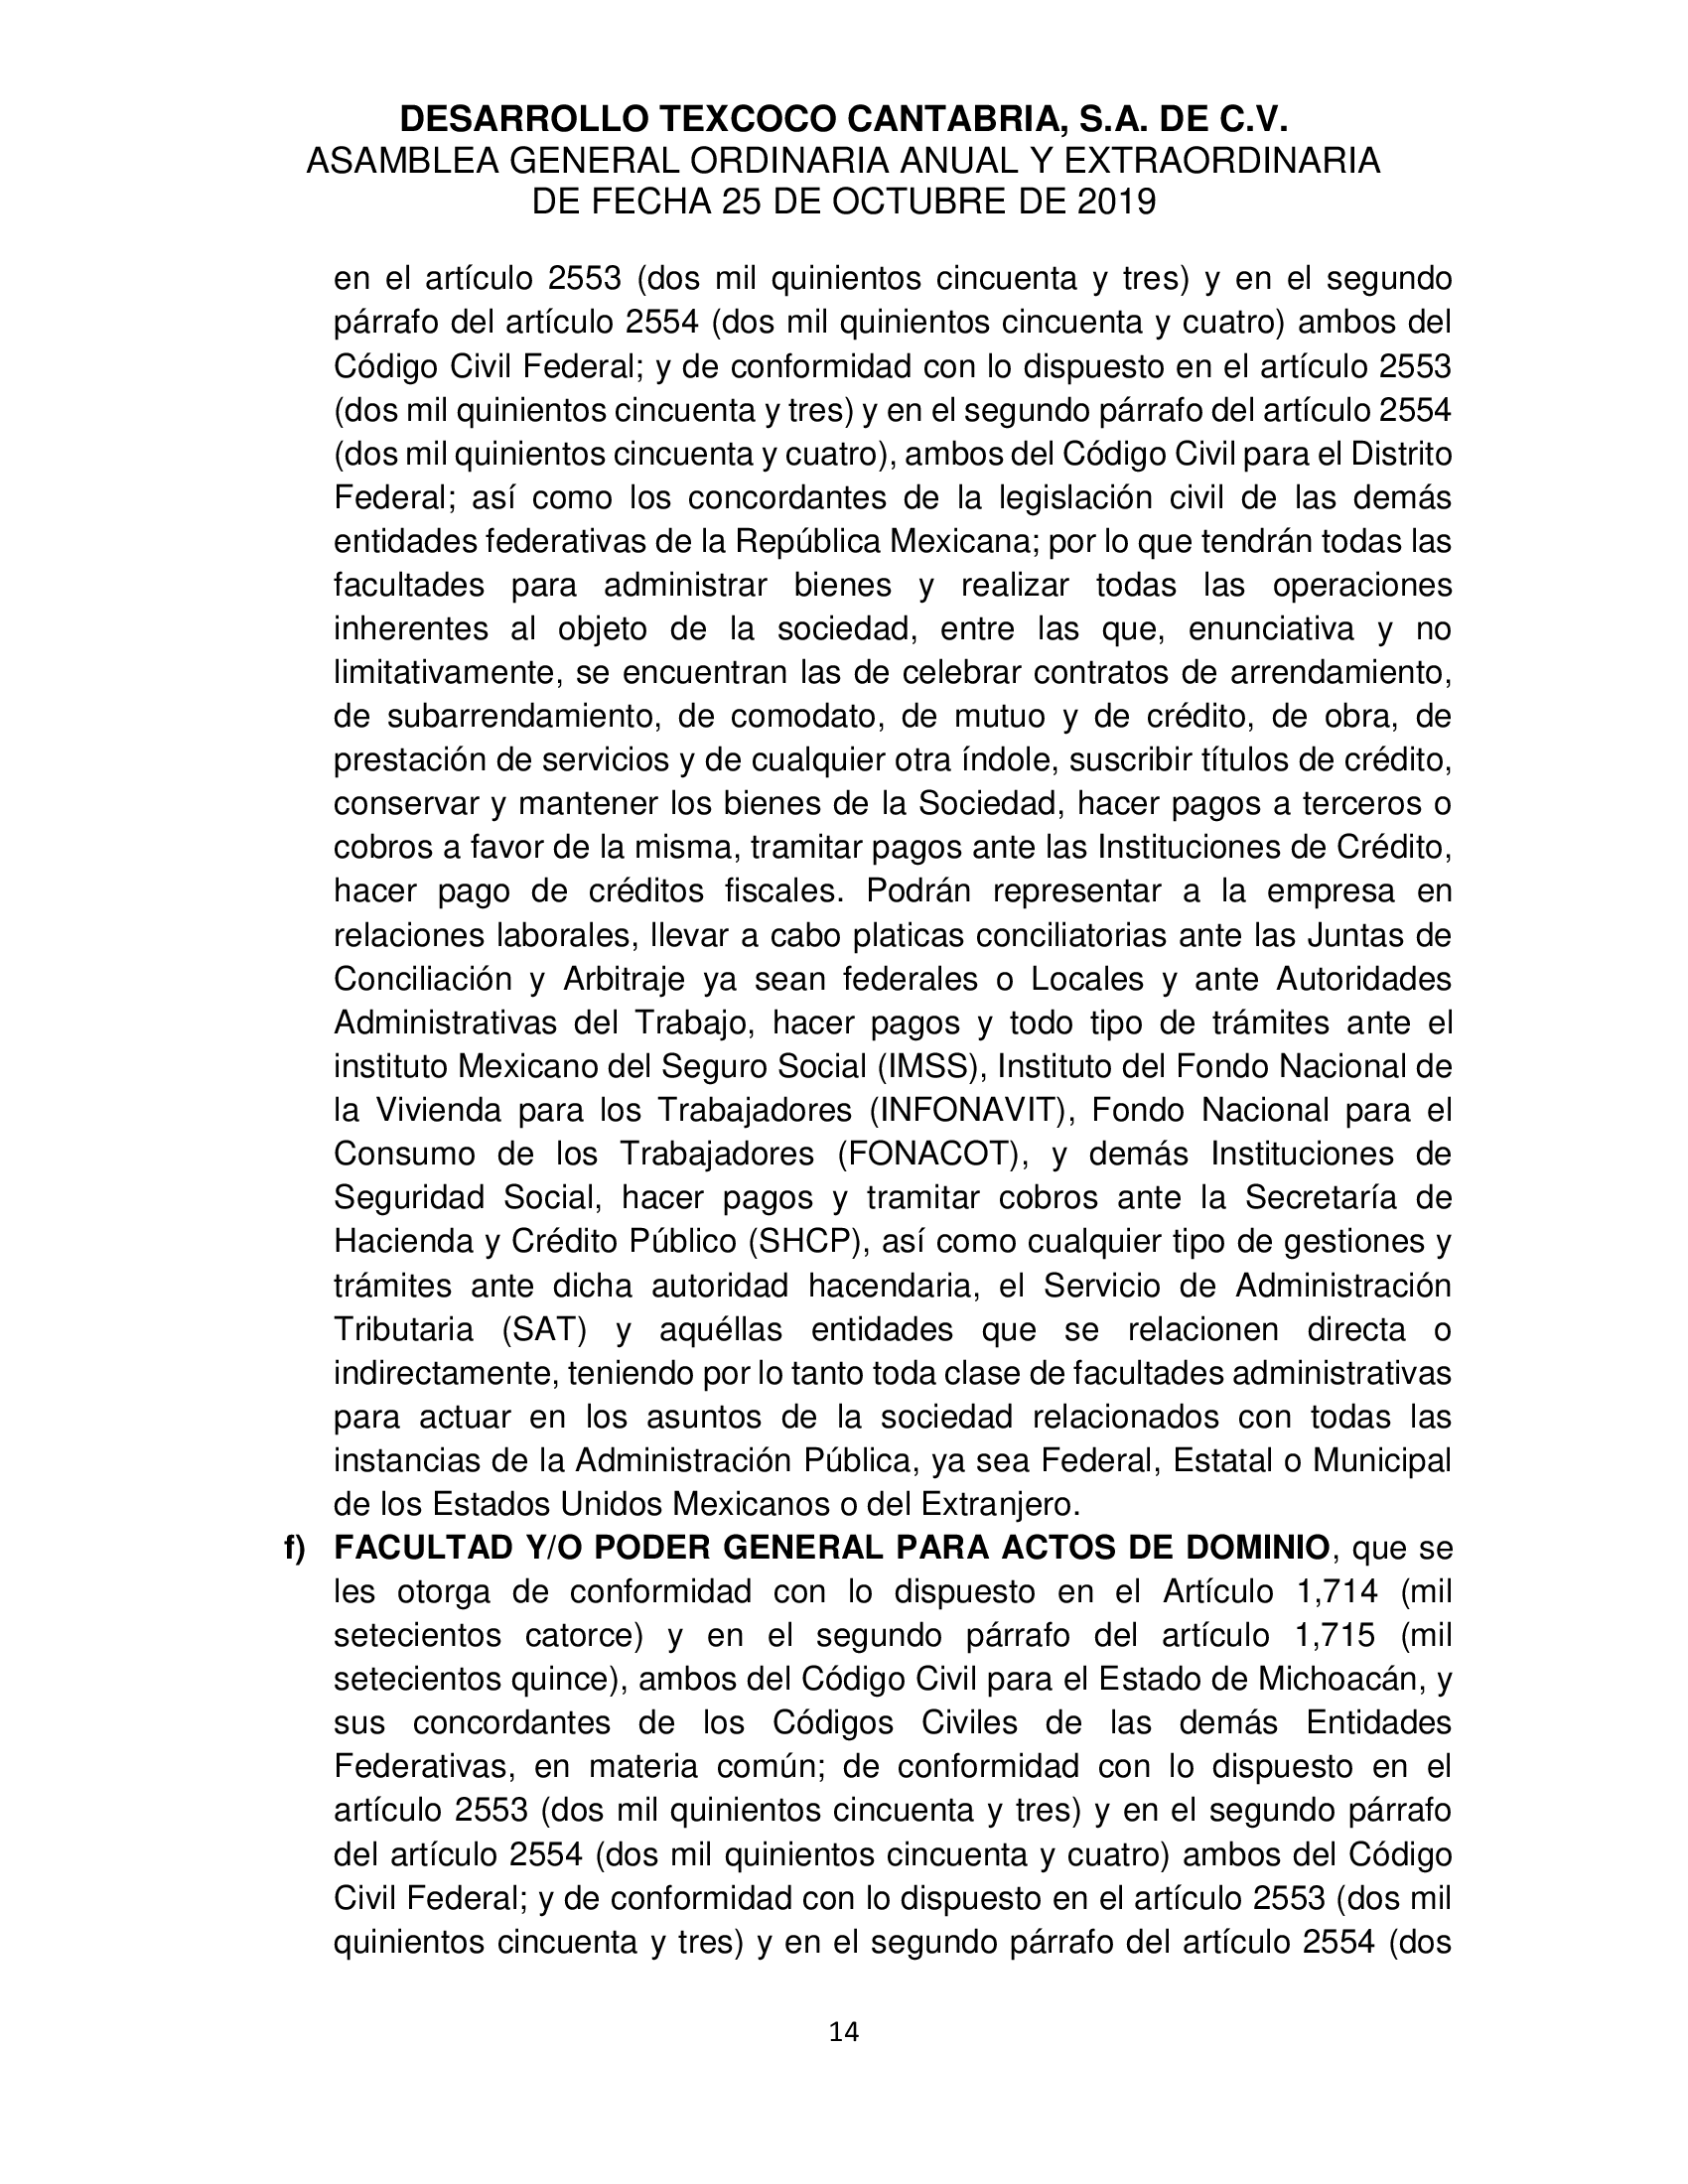 DESARROLLO TEXCOCO CANTABRIA, S.A. DE C.V.
ASAMBLEA GENERAL ORDINARIA ANUAL Y EXTRAORDINARIA
DE FECHA 25 DE OCTUBRE DE 2019
en el artículo 2553 (dos mil quinientos cincuenta y tres) y en el segundo
párrafo del artículo 2554 (dos mil quinientos cincuenta y cuatro) ambos del
Código Civil Federal; y de conformidad con lo dispuesto en el artículo 2553
(dos mil quinientos cincuenta y tres) y en el segundo párrafo del artículo 2554
(dos mil quinientos cincuenta y cuatro), ambos del Código Civil para el Distrito
Federal; así como los concordantes de la legislación civil de las demás
entidades federativas de la República Mexicana; por lo que tendrán todas las
facultades para administrar bienes y realizar todas las operaciones
inherentes al objeto de la sociedad, entre las que, enunciativa y no
limitativamente, se encuentran las de celebrar contratos de arrendamiento,
de subarrendamiento, de comodato, de mutuo y de crédito, de obra, de
prestación de servicios y de cualquier otra índole, suscribir títulos de crédito,
conservar y mantener los bienes de la Sociedad, hacer pagos a terceros o
cobros a favor de la misma, tramitar pagos ante las Instituciones de Crédito,
hacer pago de créditos fiscales. Podrán representar a la empresa en
relaciones laborales, llevar a cabo platicas conciliatorias ante las Juntas de
Conciliación y Arbitraje ya sean federales o Locales y ante Autoridades
Administrativas del Trabajo, hacer pagos y todo tipo de trámites ante el
instituto Mexicano del Seguro Social (IMSS), Instituto del Fondo Nacional de
la Vivienda para los Trabajadores (INFONAVIT), Fondo Nacional para el
Consumo de los Trabajadores (FONACOT), y demás Instituciones de
Seguridad Social, hacer pagos y tramitar cobros ante la Secretaría de
Hacienda y Crédito Público (SHCP), así como cualquier tipo de gestiones y
trámites ante dicha autoridad hacendaria, el Servicio de Administración
Tributaria (SAT) y aquéllas entidades que se relacionen directa o
indirectamente, teniendo por lo tanto toda clase de facultades administrativas
para actuar en los asuntos de la sociedad relacionados con todas las
instancias de la Administración Pública, ya sea Federal, Estatal o Municipal
de los Estados Unidos Mexicanos o del Extranjero.
f) FACULTAD Y/O PODER GENERAL PARA ACTOS DE DOMINIO, que se
les otorga de conformidad con lo dispuesto en el Artículo 1,714 (mil
setecientos catorce) y en el segundo párrafo del artículo 1,715 (mil
setecientos quince), ambos del Código Civil para el Estado de Michoacán, y
sus concordantes de los Códigos Civiles de las demás Entidades
Federativas, en materia común; de conformidad con lo dispuesto en el
artículo 2553 (dos mil quinientos cincuenta y tres) y en el segundo párrafo
del artículo 2554 (dos mil quinientos cincuenta y cuatro) ambos del Código
Civil Federal; y de conformidad con lo dispuesto en el artículo 2553 (dos mil
quinientos cincuenta y tres) y en el segundo párrafo del artículo 2554 (dos
14